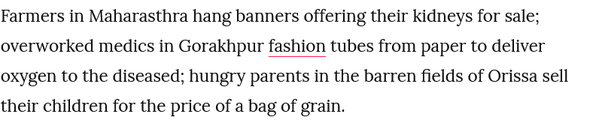 Farmers in Maharasthra hang banners offering their kidneys for sale;
overworked medics in Gorakhpur fashion tubes from paper to deliver
oxygen to the diseased; hungry parents in the barren fields of Orissa sell
their children for the price of a bag of grain.